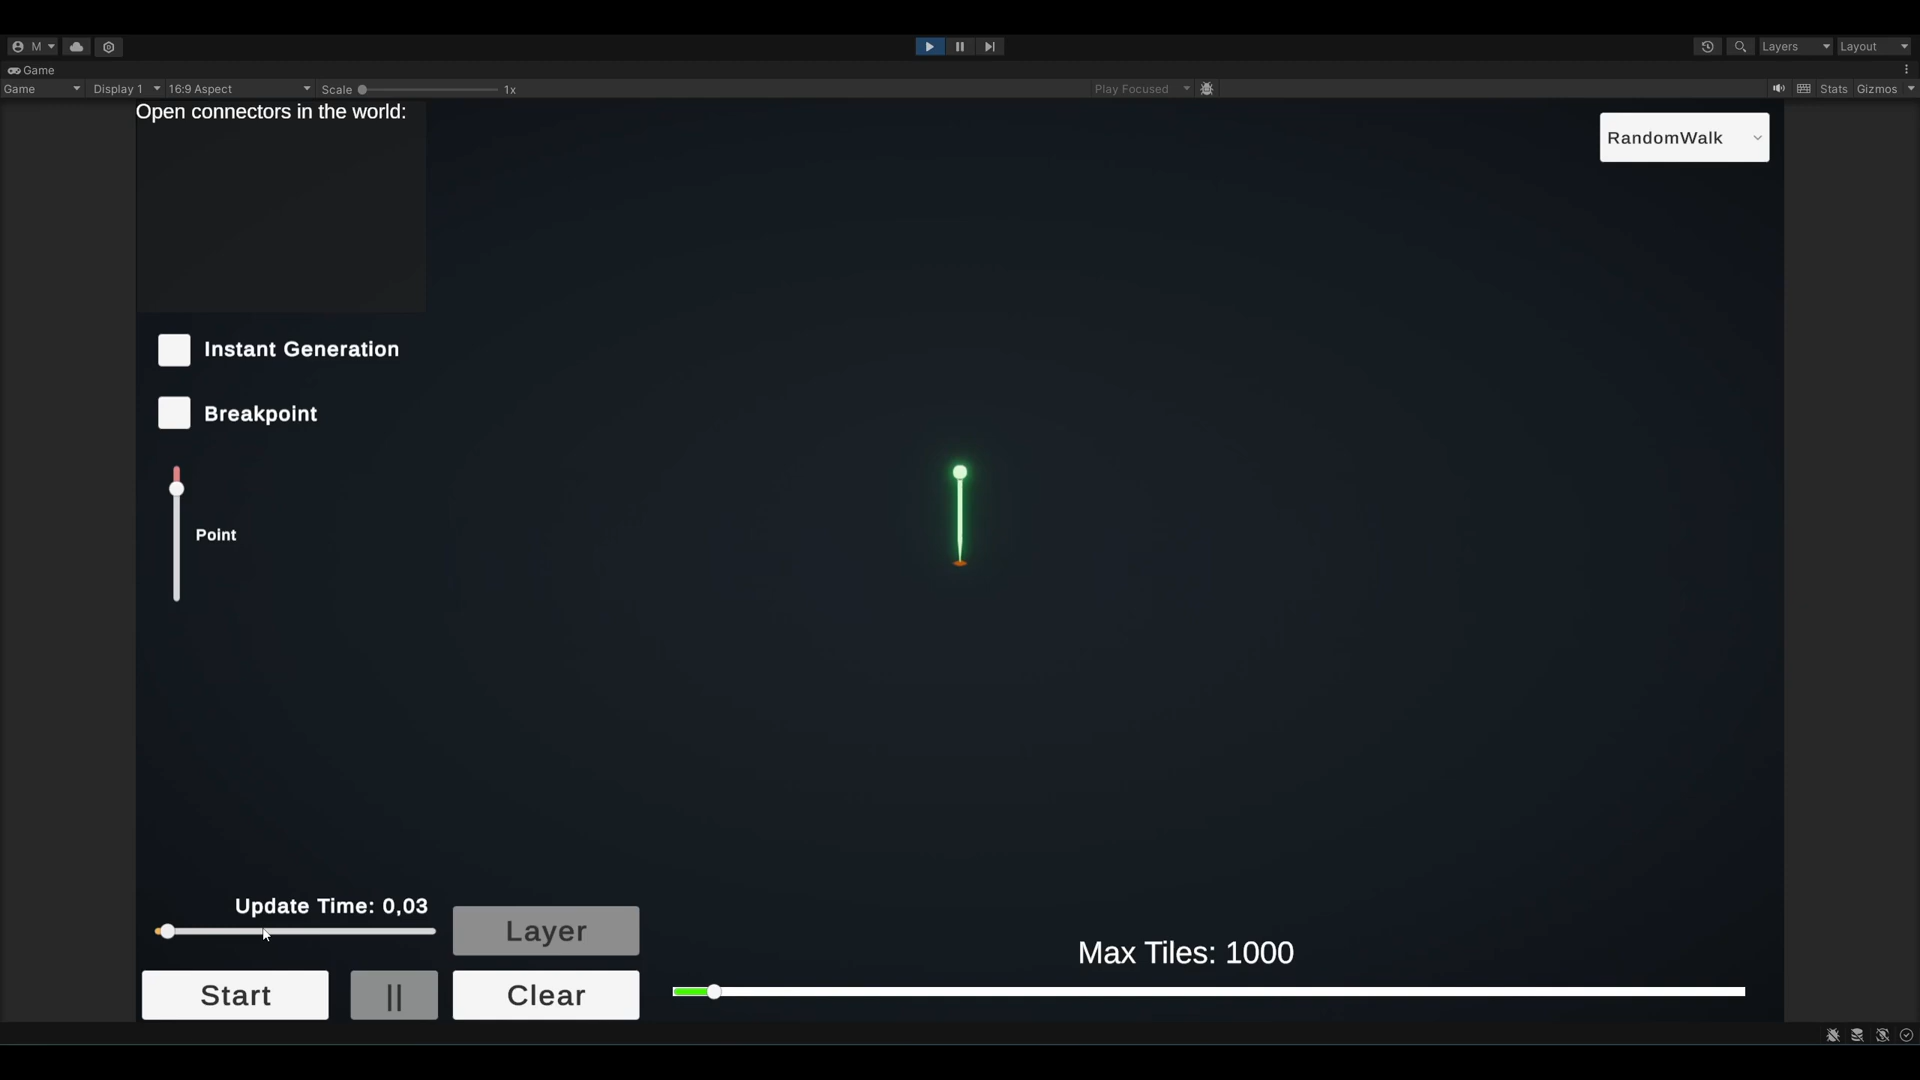 M
Layers
Layout
Game
Game
Display 1
16:9 Aspect
Scale
1x
Play Focused
Stats
Gizmos
Open connectors in the world:
RandomWalk
Instant Generation
Breakpoint
Point
Update Time: 0,03
Layer
Max Tiles: 1000
Start
||
Clear